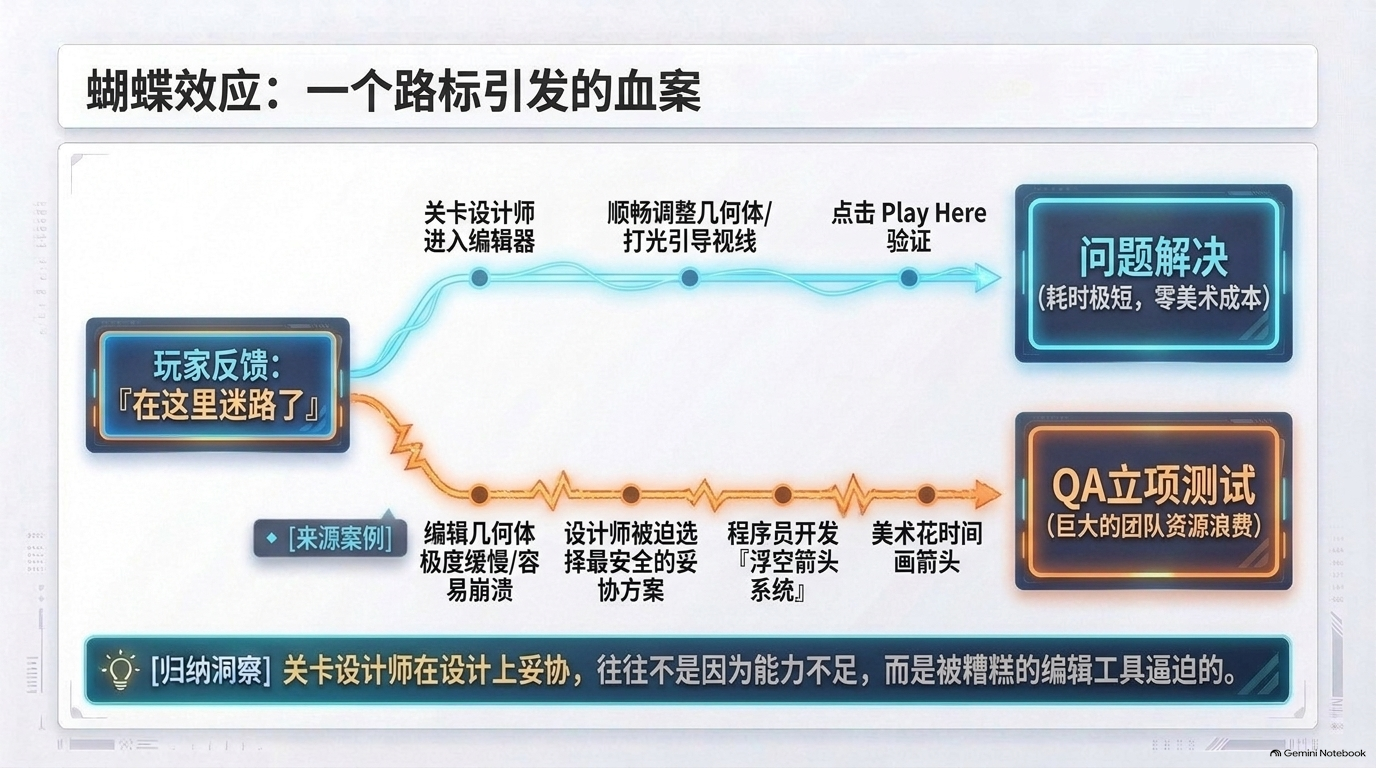 蝴蝶效应：一个路标引发的血案
关卡设计师
进入编辑器
顺畅调整几何体/
打光引导视线
点击 Play Here
验证
问题解决
(耗时极短，零美术成本)
玩家反馈：
『在这里迷路了』
[来源案例]
编辑几何体
极度缓慢/容
易崩溃
设计师被迫选
择最安全的妥
协方案
程序员开发
『浮空箭头
系统』
美术花时间
画箭头
QA立项测试
(巨大的团队资源浪费)
[归纳洞察] 关卡设计师在设计上妥协，往往不是因为能力不足，而是被糟糕的编辑工具逼迫的。
Gemini Notebook